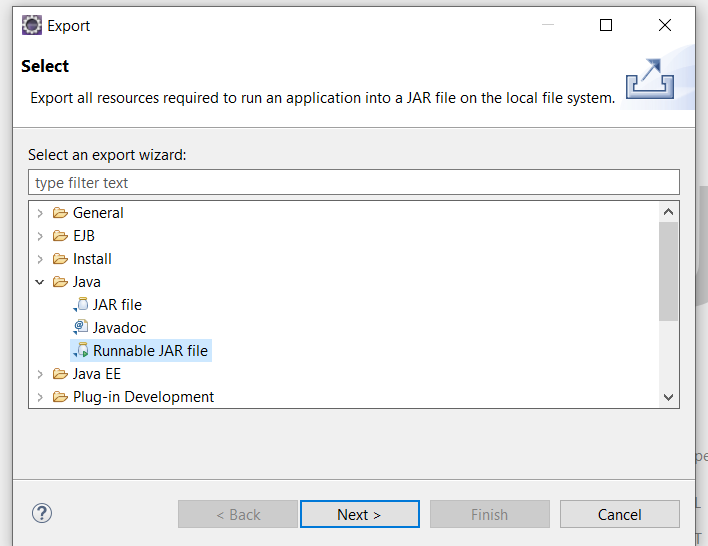 Export
Select
Export all resources required to run an application into a JAR file on the local file system.
Select an export wizard:
type filter text
General
EJB
Install
Java
JAR file
Javadoc
Runnable JAR file
Java EE
Plug-in Development
pe
L
T
?
< Back
Next >
Finish
Cancel